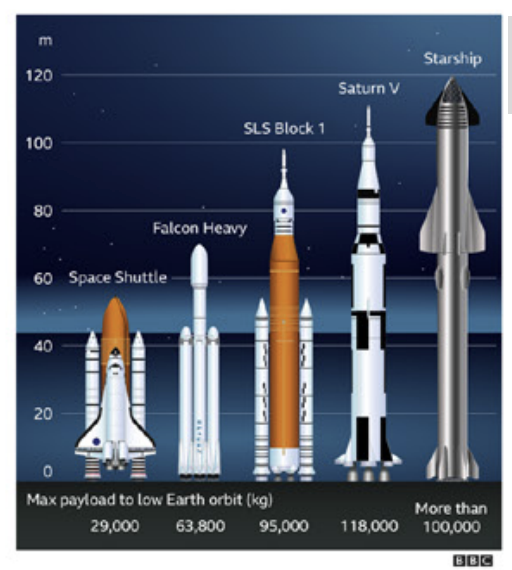 m
120
Starship
Saturn V
100
SLS Block 1
80
Falcon Heavy
60
Space Shuttle
40
20
0
Max payload to low Earth orbit (kg)
29,000
63,800
95,000
118,000
More than
100,000
BBC